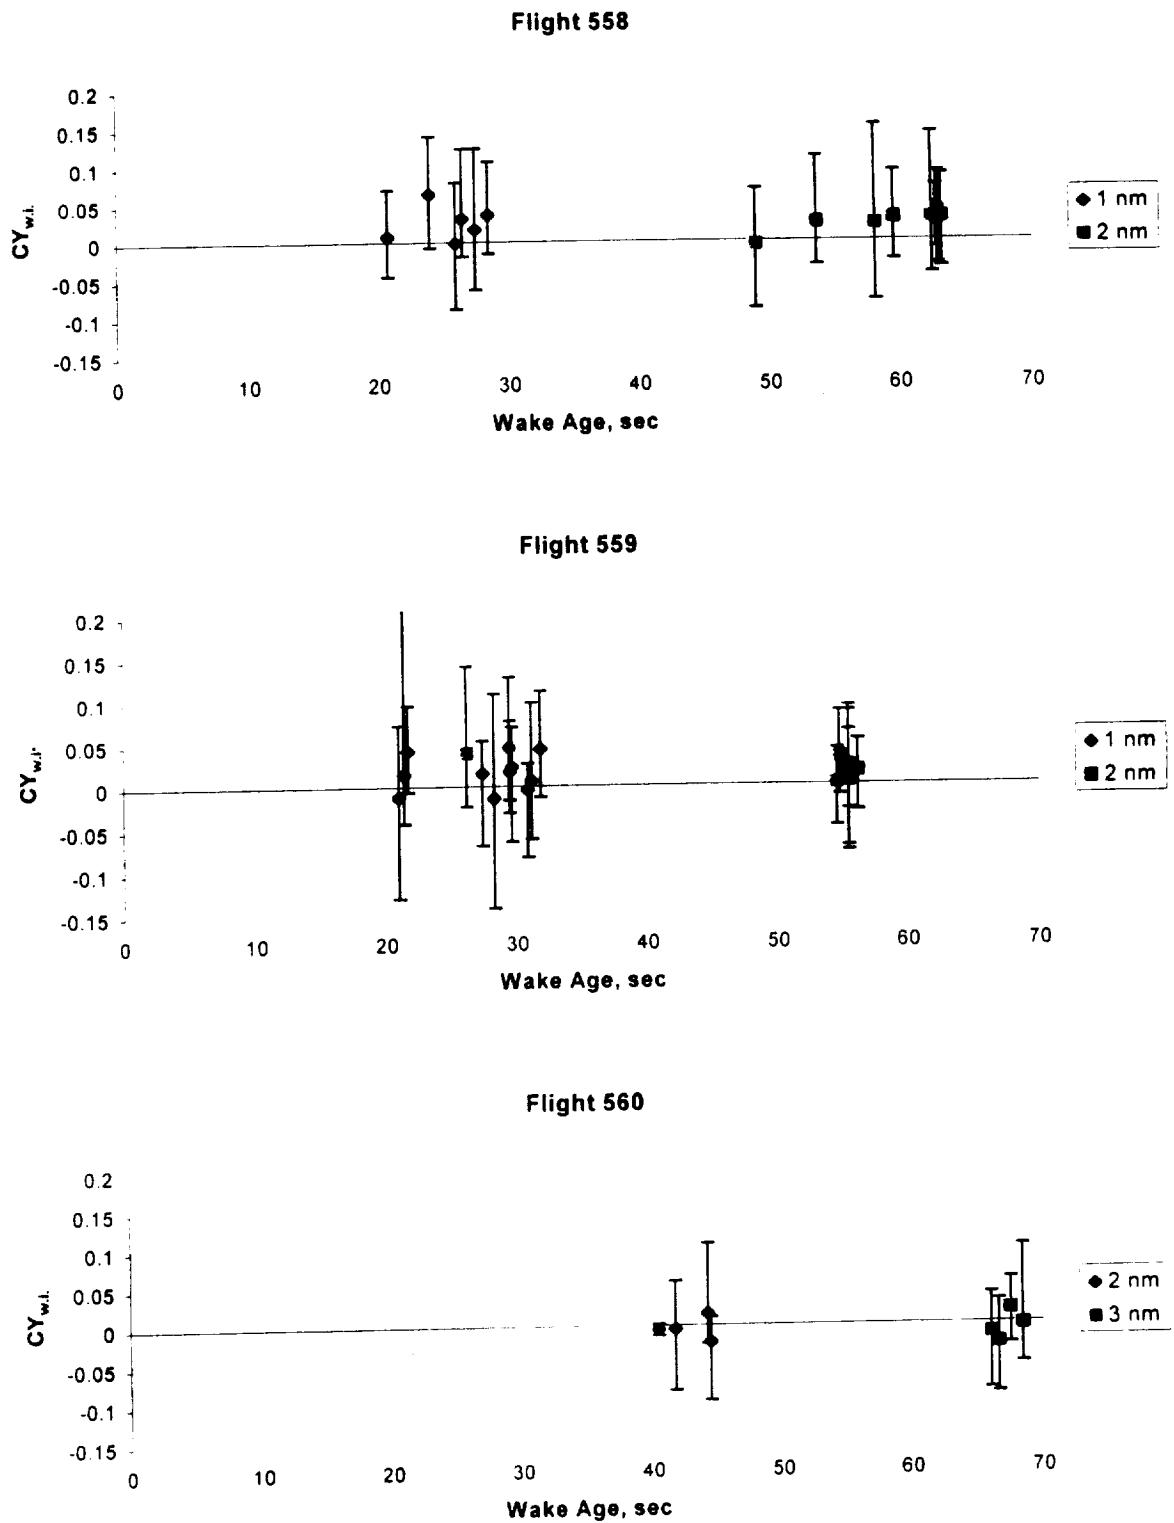 Flight 558
0.2
0.15
0.1
0.05
0
-0.05
-0.1
-0.15
CYw.i.
0 10 20 30 40 50 60 70
Wake Age, sec
1 nm
2 nm
Flight 559
0.2
0.15
0.1
0.05
0
-0.05
-0.1
-0.15
CYw.i.
0 10 20 30 40 50 60 70
Wake Age, sec
1 nm
2 nm
Flight 560
0.2
0.15
0.1
0.05
0
-0.05
-0.1
-0.15
CYw.i.
0 10 20 30 40 50 60 70
Wake Age, sec
2 nm
3 nm